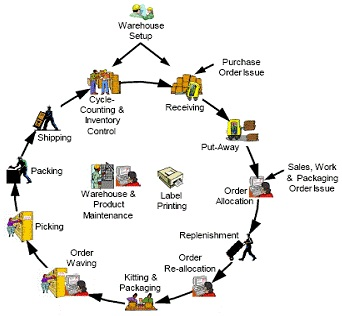 Warehouse
Setup
Purchase
Order Issue
Cycle-
Counting &
Inventory
Control
Receiving
Shipping
Put-Away
Packing
Warehouse
& Product
Maintenance
Label
Printing
Order
Allocation
Sales, Work
& Packaging
Order Issue
Picking
Replenishment
Order
Waving
Kitting &
Packaging
Order
Re-allocation